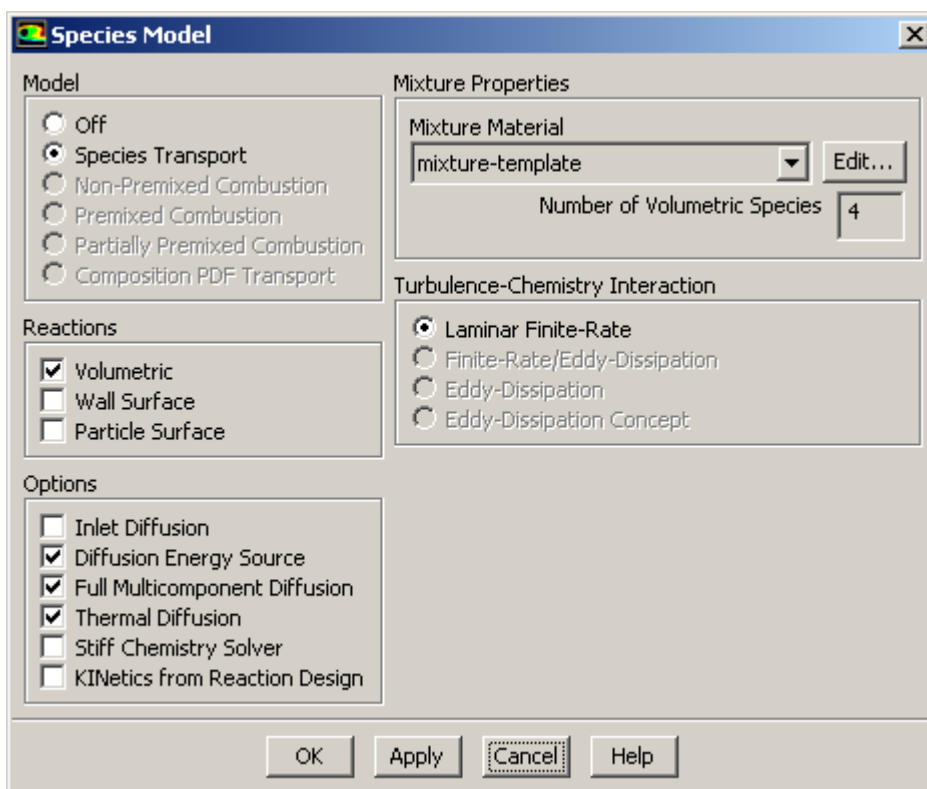 Species Model
Model
Off
Species Transport
Non-Premixed Combustion
Premixed Combustion
Partially Premixed Combustion
Composition PDF Transport
Reactions
Volumetric
Wall Surface
Particle Surface
Options
Inlet Diffusion
Diffusion Energy Source
Full Multicomponent Diffusion
Thermal Diffusion
Stiff Chemistry Solver
KINetics from Reaction Design
Mixture Properties
Mixture Material
mixture-template Edit...
Number of Volumetric Species 4
Turbulence-Chemistry Interaction
Laminar Finite-Rate
Finite-Rate/Eddy-Dissipation
Eddy-Dissipation
Eddy-Dissipation Concept
OK Apply Cancel Help